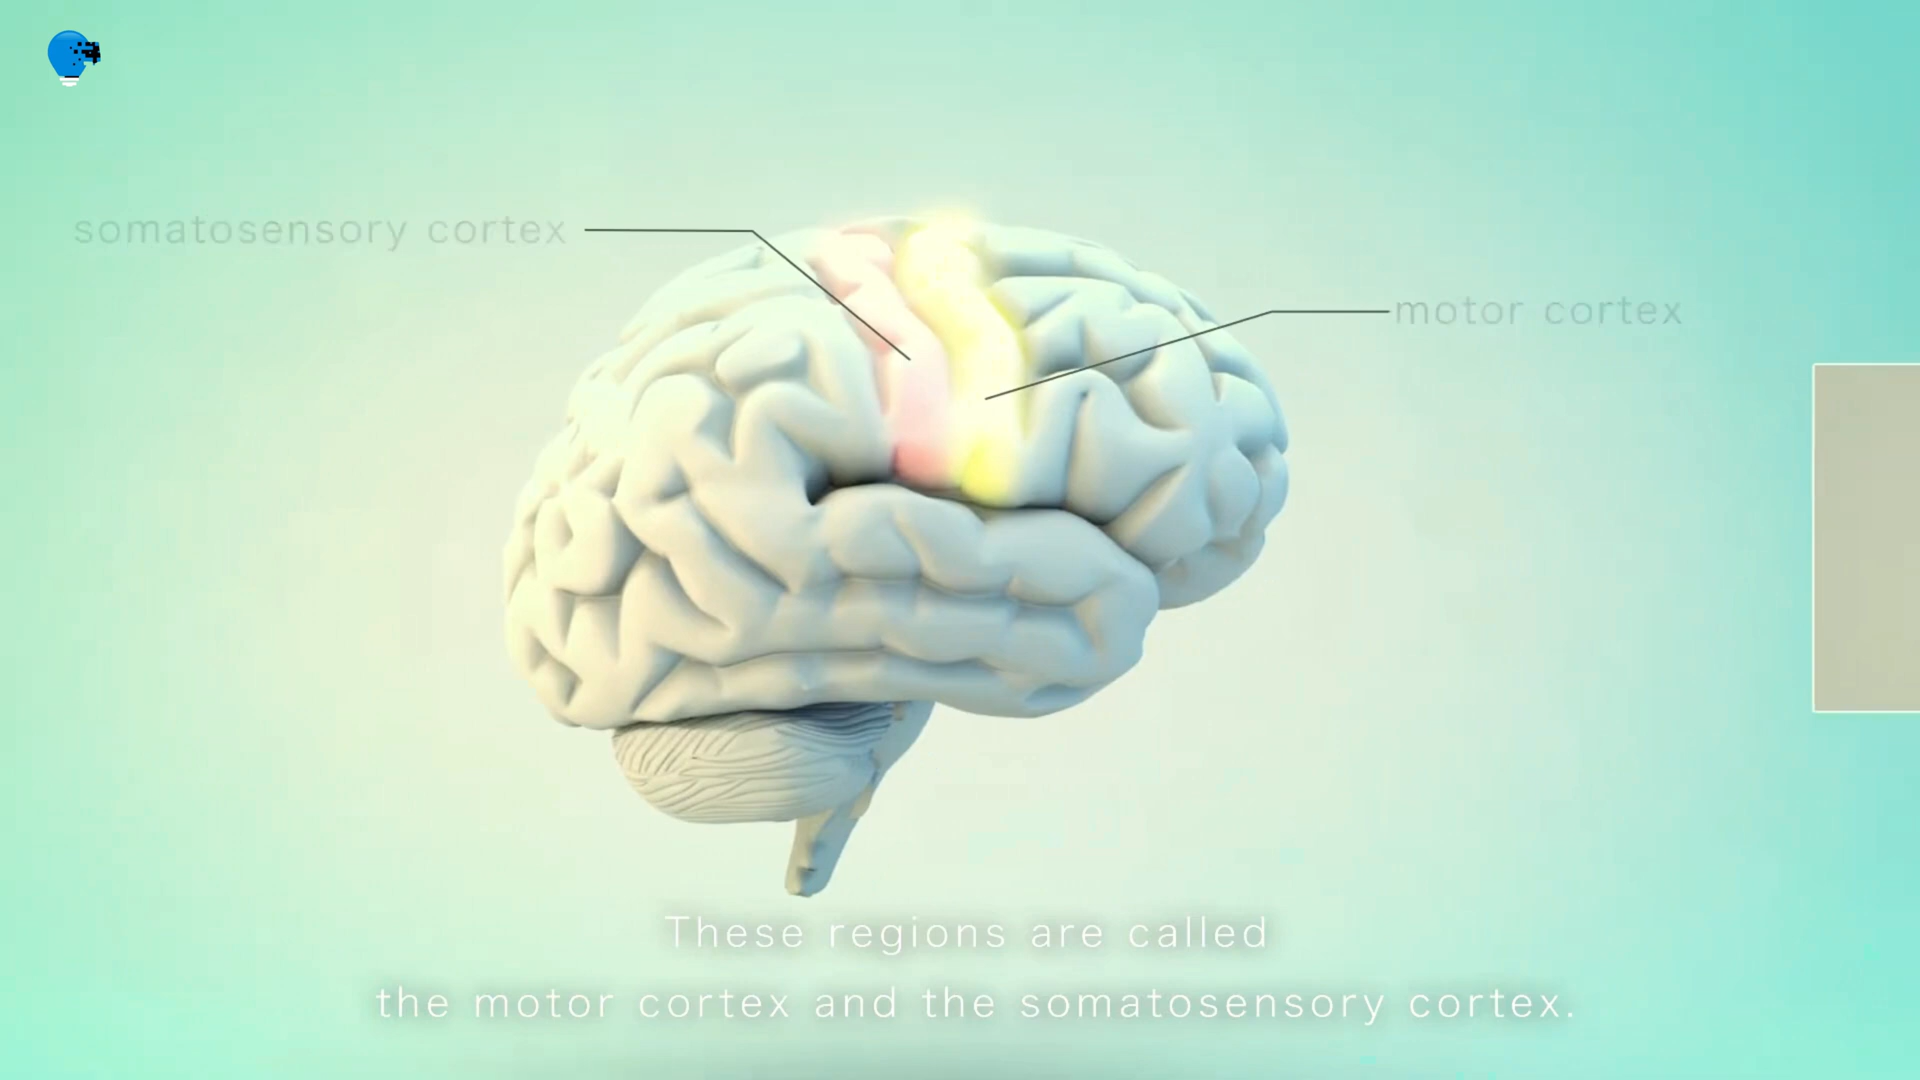 somatosensory cortex
motor cortex
These regions are called
the motor cortex and the somatosensory cortex.